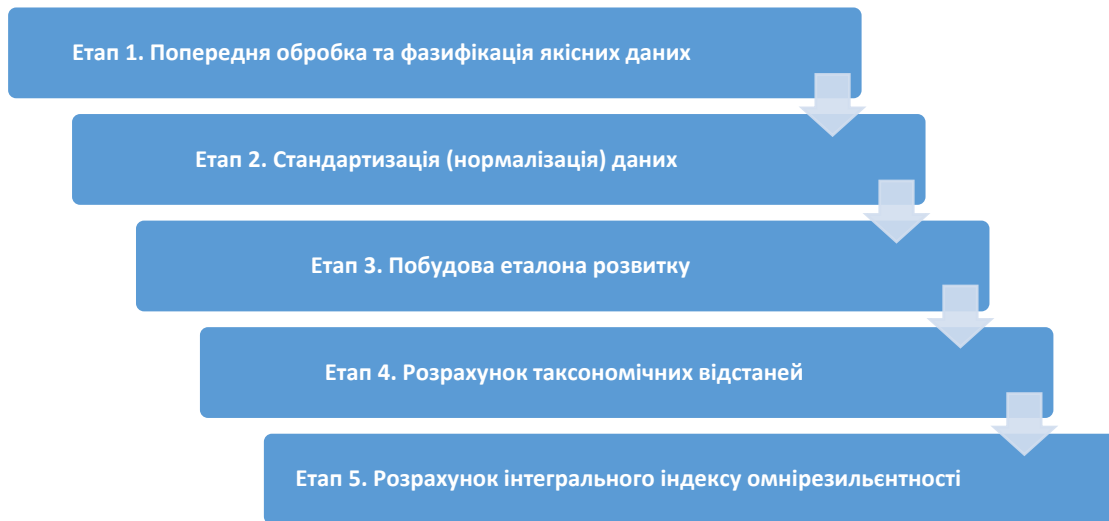 Етап 1. Попередня обробка та фазифікація якісних даних
Етап 2. Стандартизація (нормалізація) даних
Етап 3. Побудова еталона розвитку
Етап 4. Розрахунок таксономічних відстаней
Етап 5. Розрахунок інтегрального індексу омнірезильєнтності